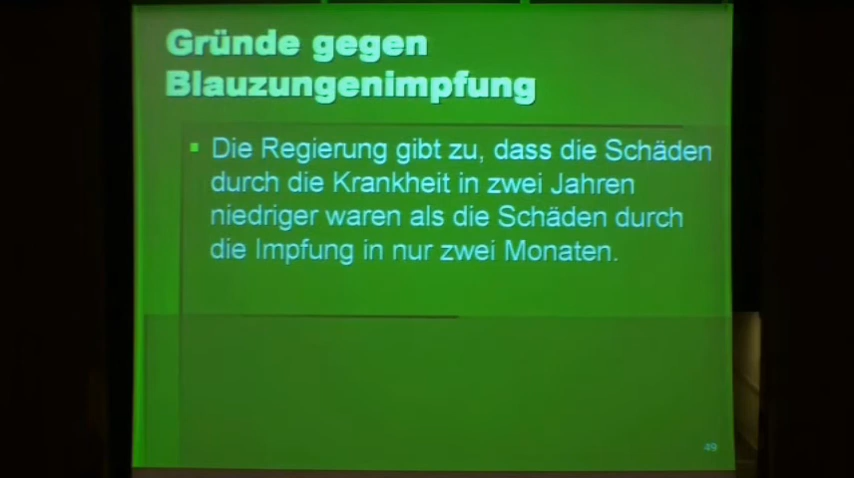 Gründe gegen
Blauzungenimpfung
Die Regierung gibt zu, dass die Schäden
durch die Krankheit in zwei Jahren
niedriger waren als die Schäden durch
die Impfung in nur zwei Monaten.
49